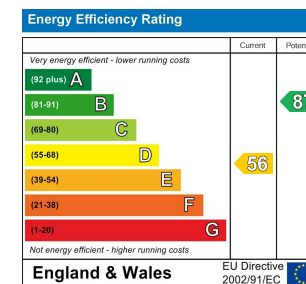 Energy Efficiency Rating
Current
Very energy efficient - lower running costs
(92 plus) A
(81-91) B
(69-80) C
(55-68) D
(39-54) E
(21-38) F
(1-20) G
56
Not energy efficient - higher running costs
England & Wales
EU Directive
2002/91/EC